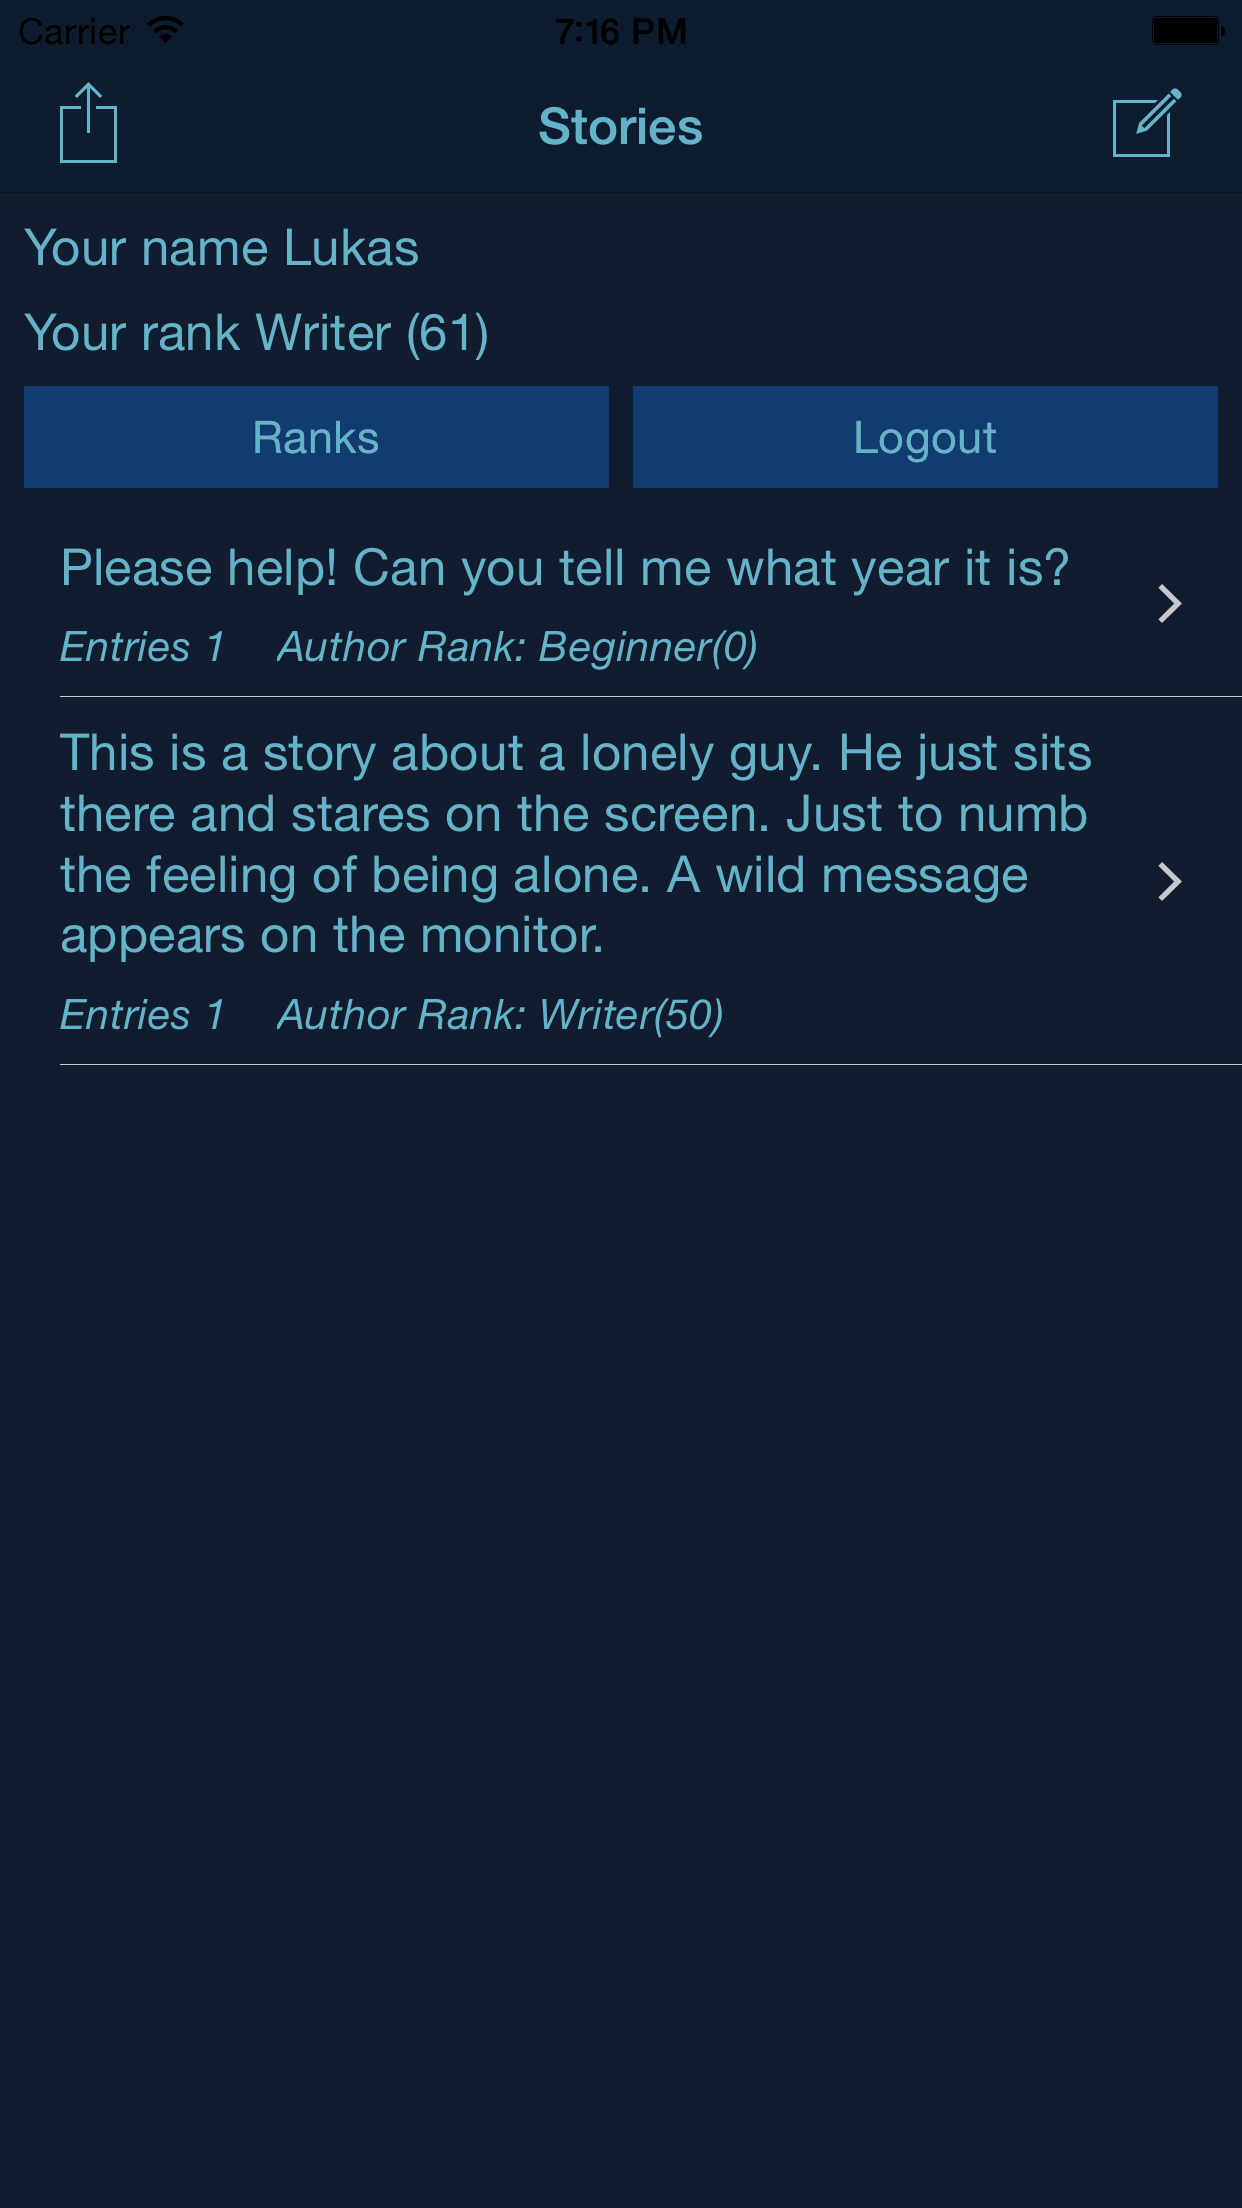 Carrier 7:16 PM
Stories
Your name Lukas
Your rank Writer (61)
Ranks Logout
Please help! Can you tell me what year it is?
Entries 1 Author Rank: Beginner(0)
This is a story about a lonely guy. He just sits
there and stares on the screen. Just to numb
the feeling of being alone. A wild message
appears on the monitor.
Entries 1 Author Rank: Writer(50)